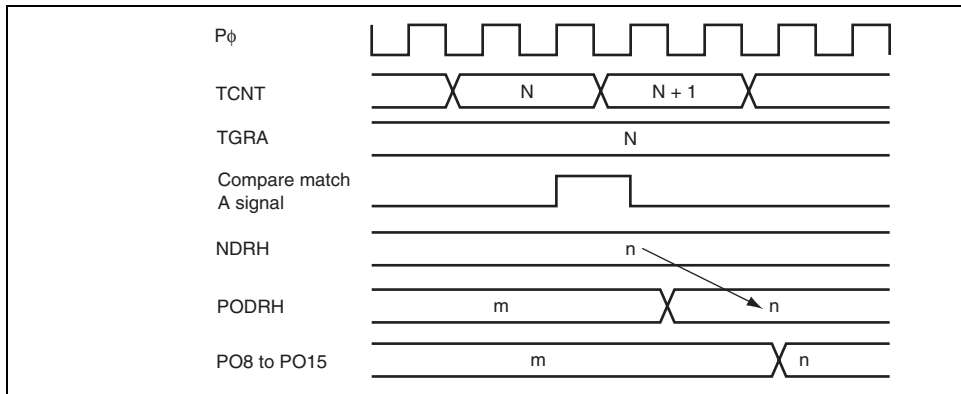 Pϕ
TCNT N N + 1
TGRA N
Compare match
A signal
NDRH n
PODRH m n
PO8 to PO15 m n